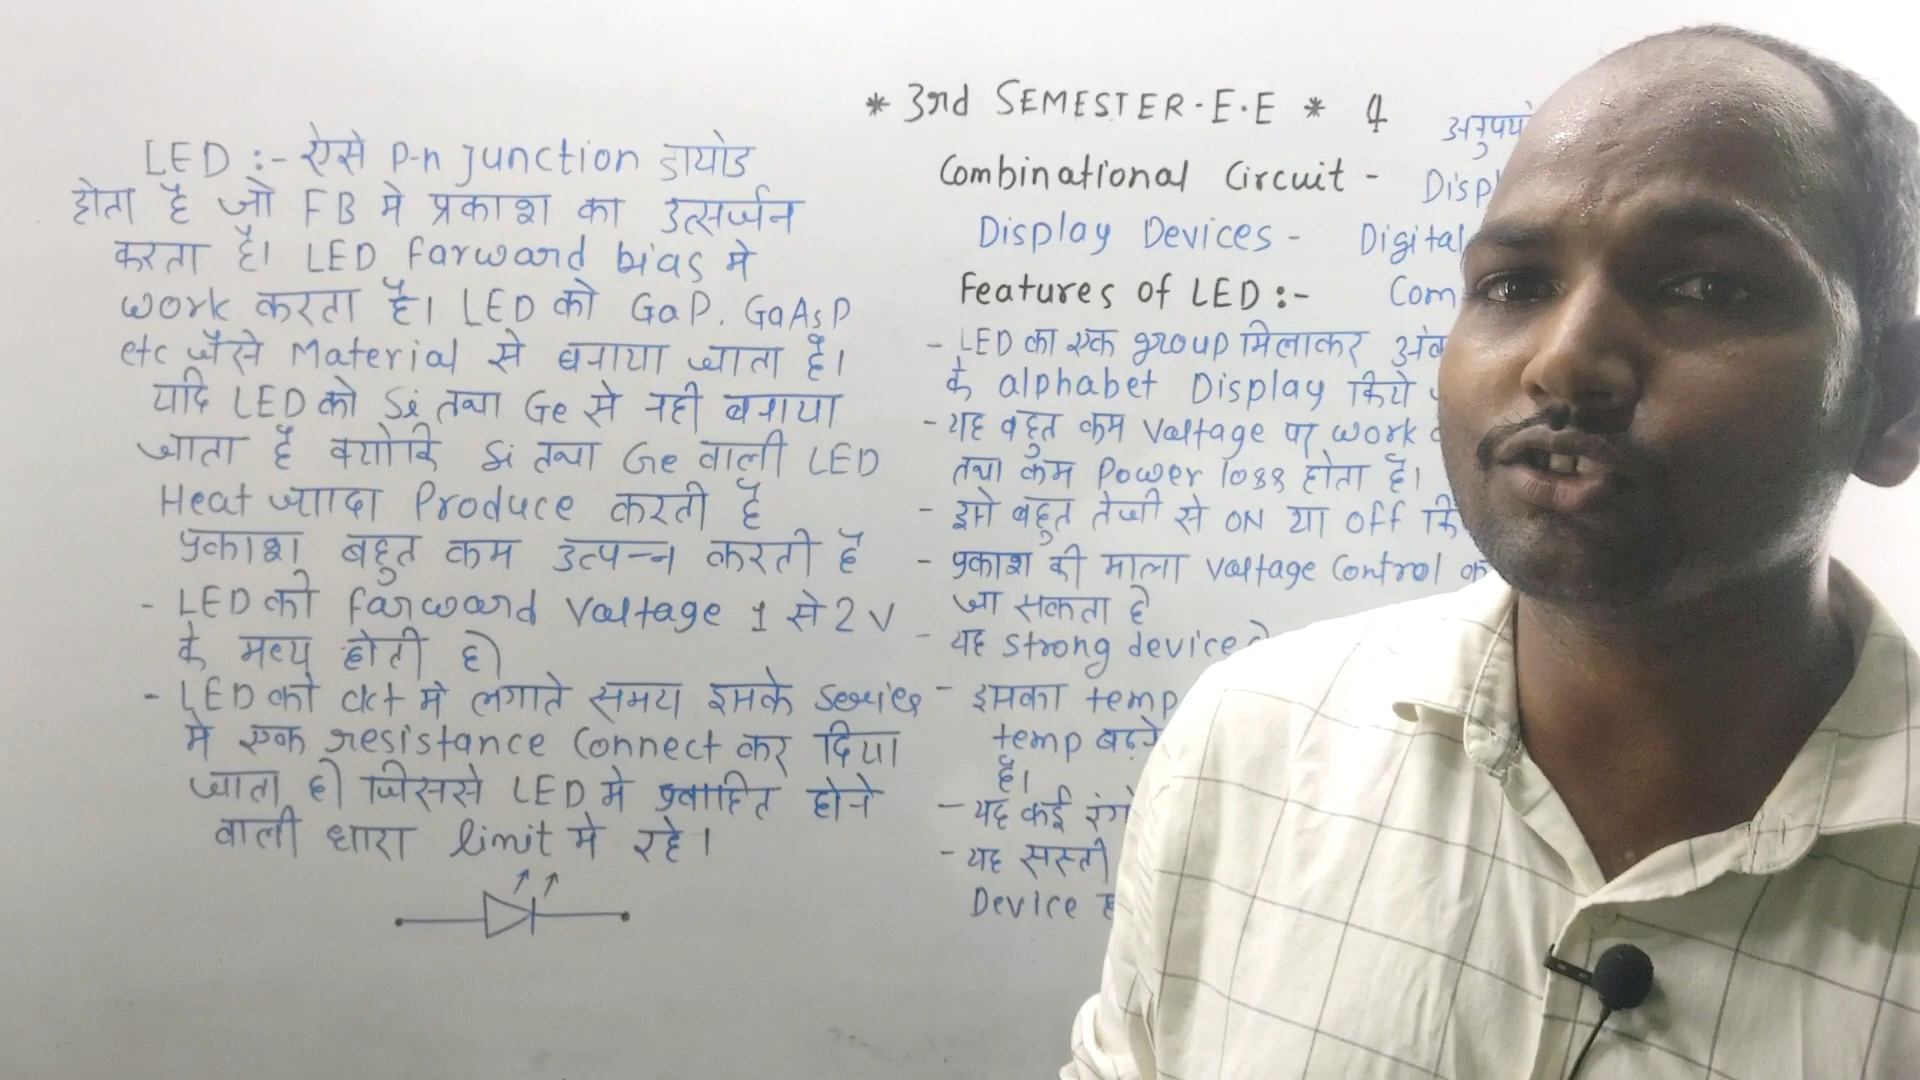 * 3rd SEMESTER-E.E * 4
LED :- ऐसे P-n Junction डायोड
होता है जो FB मे प्रकाश का उत्सर्जन
करता है। LED farward bias मे
work करता है। LED को GaP, GaAsP
etc जैसे Material से बनाया जाता है।
यदि LED को Si तथा Ge से नही बनाया
जाता है क्योकि Si तथा Ge वाली LED
Heat ज्यादा Produce करती है
प्रकाश बहुत कम उत्पन्न करती है
- LED की farward Voltage 1 से 2 V
के मध्य होती है।
- LED को ckt मे लगाते समय इसके series
मे एक resistance Connect कर दिया
जाता है। जिससे LED मे प्रवाहित होने
वाली धारा limit मे रहे।
Combinational Circuit -
Display Devices - Digital
Features of LED :-
- LED का एक group मिलाकर
के alphabet Display किये
- यह बहुत कम Voltage पर work
तथा कम Power loss होता है।
- इसे बहुत तेजी से ON या OFF
- प्रकाश की मात्रा Voltage Control
जा सकता है
- यह strong device
- इसका temp
temp बढ़ने
है।
- यह कई
- यह सस्ती
Device